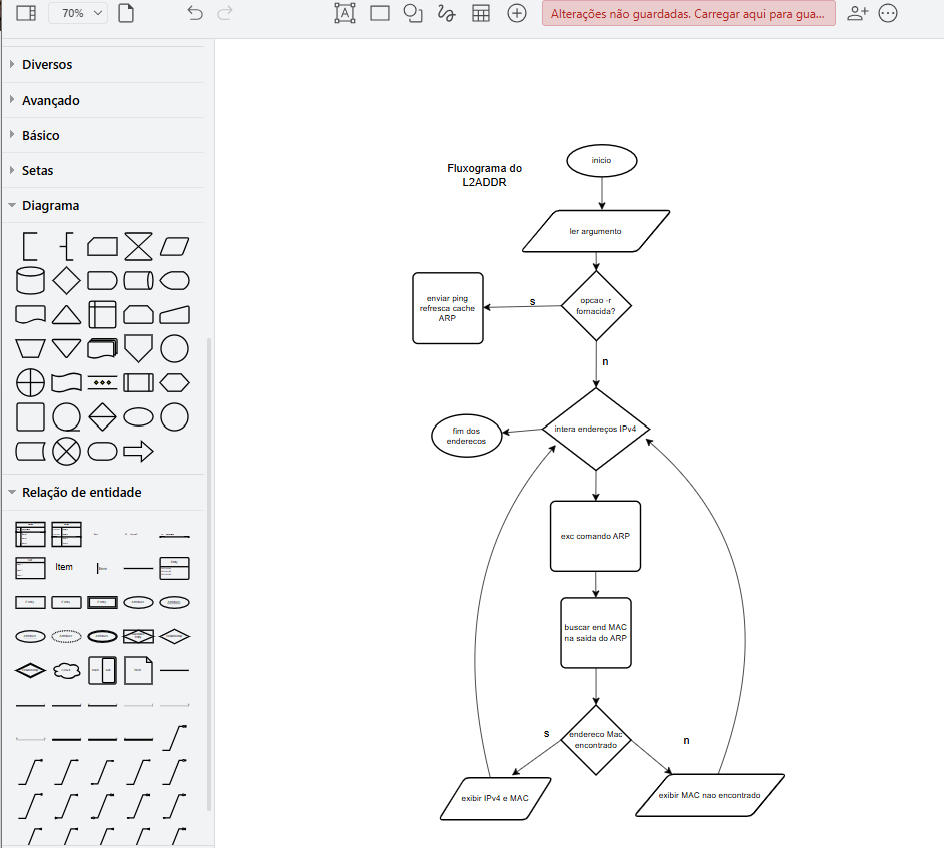 70%
Alterações não guardadas. Carregar aqui para gua...
Diversos
Avançado
Básico
Setas
Diagrama
Relação de entidade
Item
Fluxograma do
L2ADDR
inicio
ler argumento
opcao -r
fornacida?
s
enviar ping
refresca cache
ARP
n
intera endereços IPv4
fim dos
enderecos
exc comando ARP
buscar end MAC
na saída do ARP
endereco Mac
encontrado
s
n
exibir IPv4 e MAC
exibir MAC nao encontrado